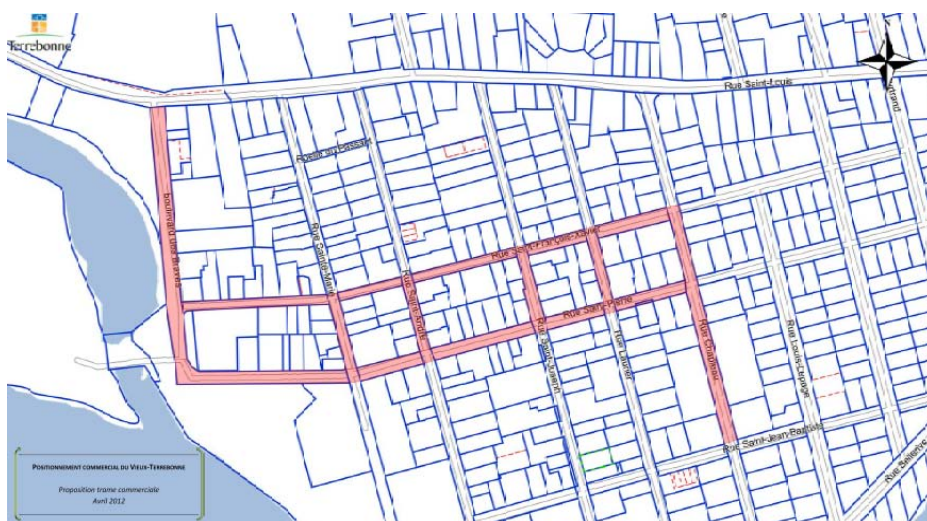 Terrebonne
Rue Saint-Louis
boulevard des Braves
Rue Sainte-Marie
Rue Saint-André
Rue Saint-François-Xavier
Rue Saint-Pierre
Rue Saint-Joseph
Rue Laurier
Rue Chapleau
Rue Louis-Lepage
Rue Saint-Jean-Baptiste
POSITIONNEMENT COMMERCIAL DU VIEUX-TERREBONNE
Proposition trame commerciale
Avril 2012